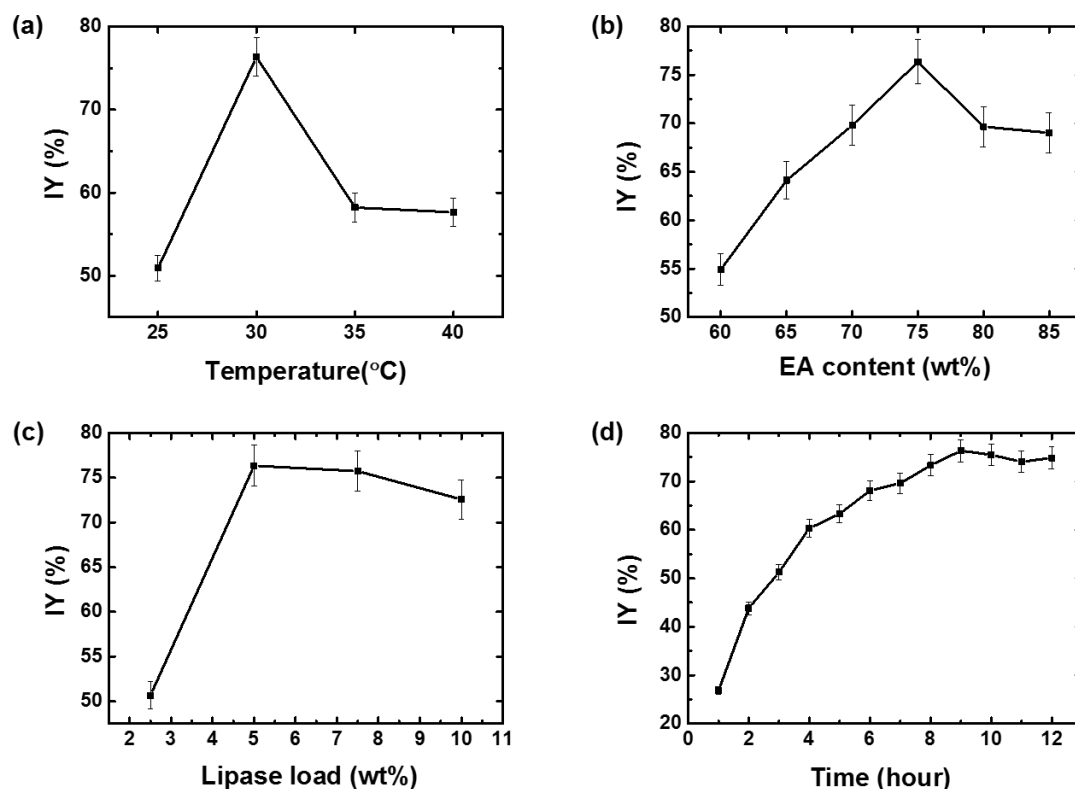 (a)
80
70
60
50
IY (%)
25 30 35 40
Temperature(°C)
(b)
80
75
70
65
60
55
50
IY (%)
60 65 70 75 80 85
EA content (wt%)
(c)
80
75
70
65
60
55
50
IY (%)
2 3 4 5 6 7 8 9 10 11
Lipase load (wt%)
(d)
80
70
60
50
40
30
20
IY (%)
0 2 4 6 8 10 12
Time (hour)